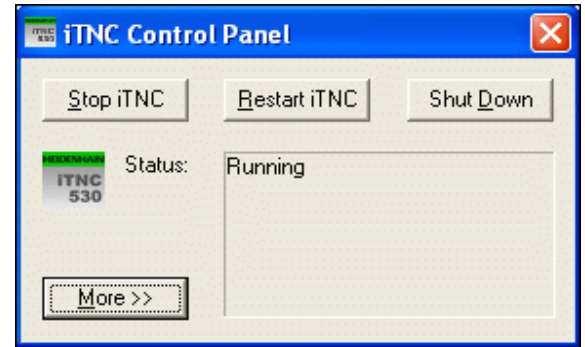 iTNC Control Panel
Stop iTNC Restart iTNC Shut Down
HEIDENHAIN
iTNC
530
Status:
Running
More >>